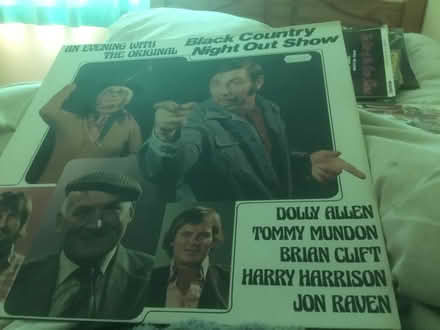 AN EVENING WITH
THE ORIGINAL
Black Country
Night Out Show
DOLLY ALLEN
TOMMY MUNDON
BRIAN CLIFT
HARRY HARRISON
JON RAVEN